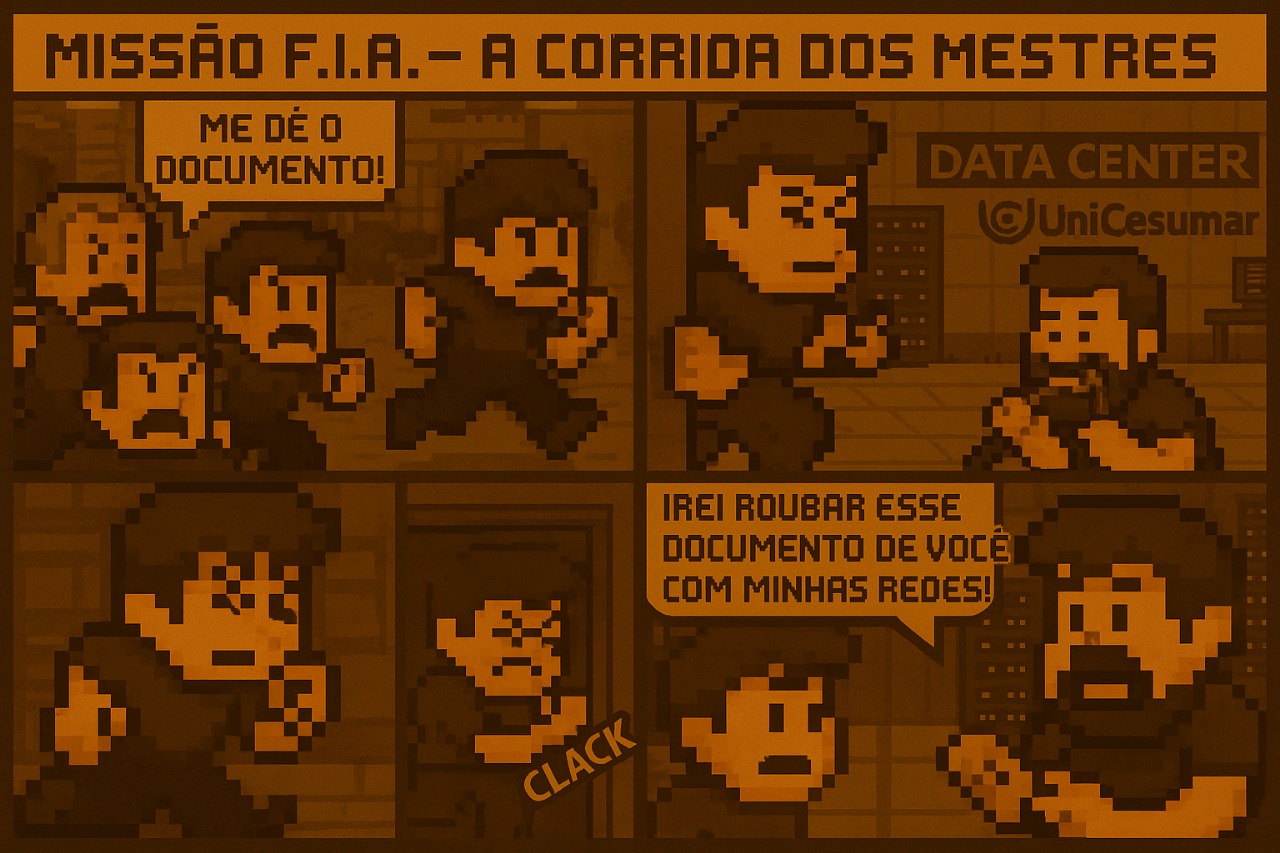 MISSÃO F.I.A.– A CORRIDA DOS MESTRES
ME DÉ O
DOCUMENTO!
DATA CENTER
UniCesumar
CLACK
IREI ROUBAR ESSE
DOCUMENTO DE VOCÊ
COM MINHAS REDES!